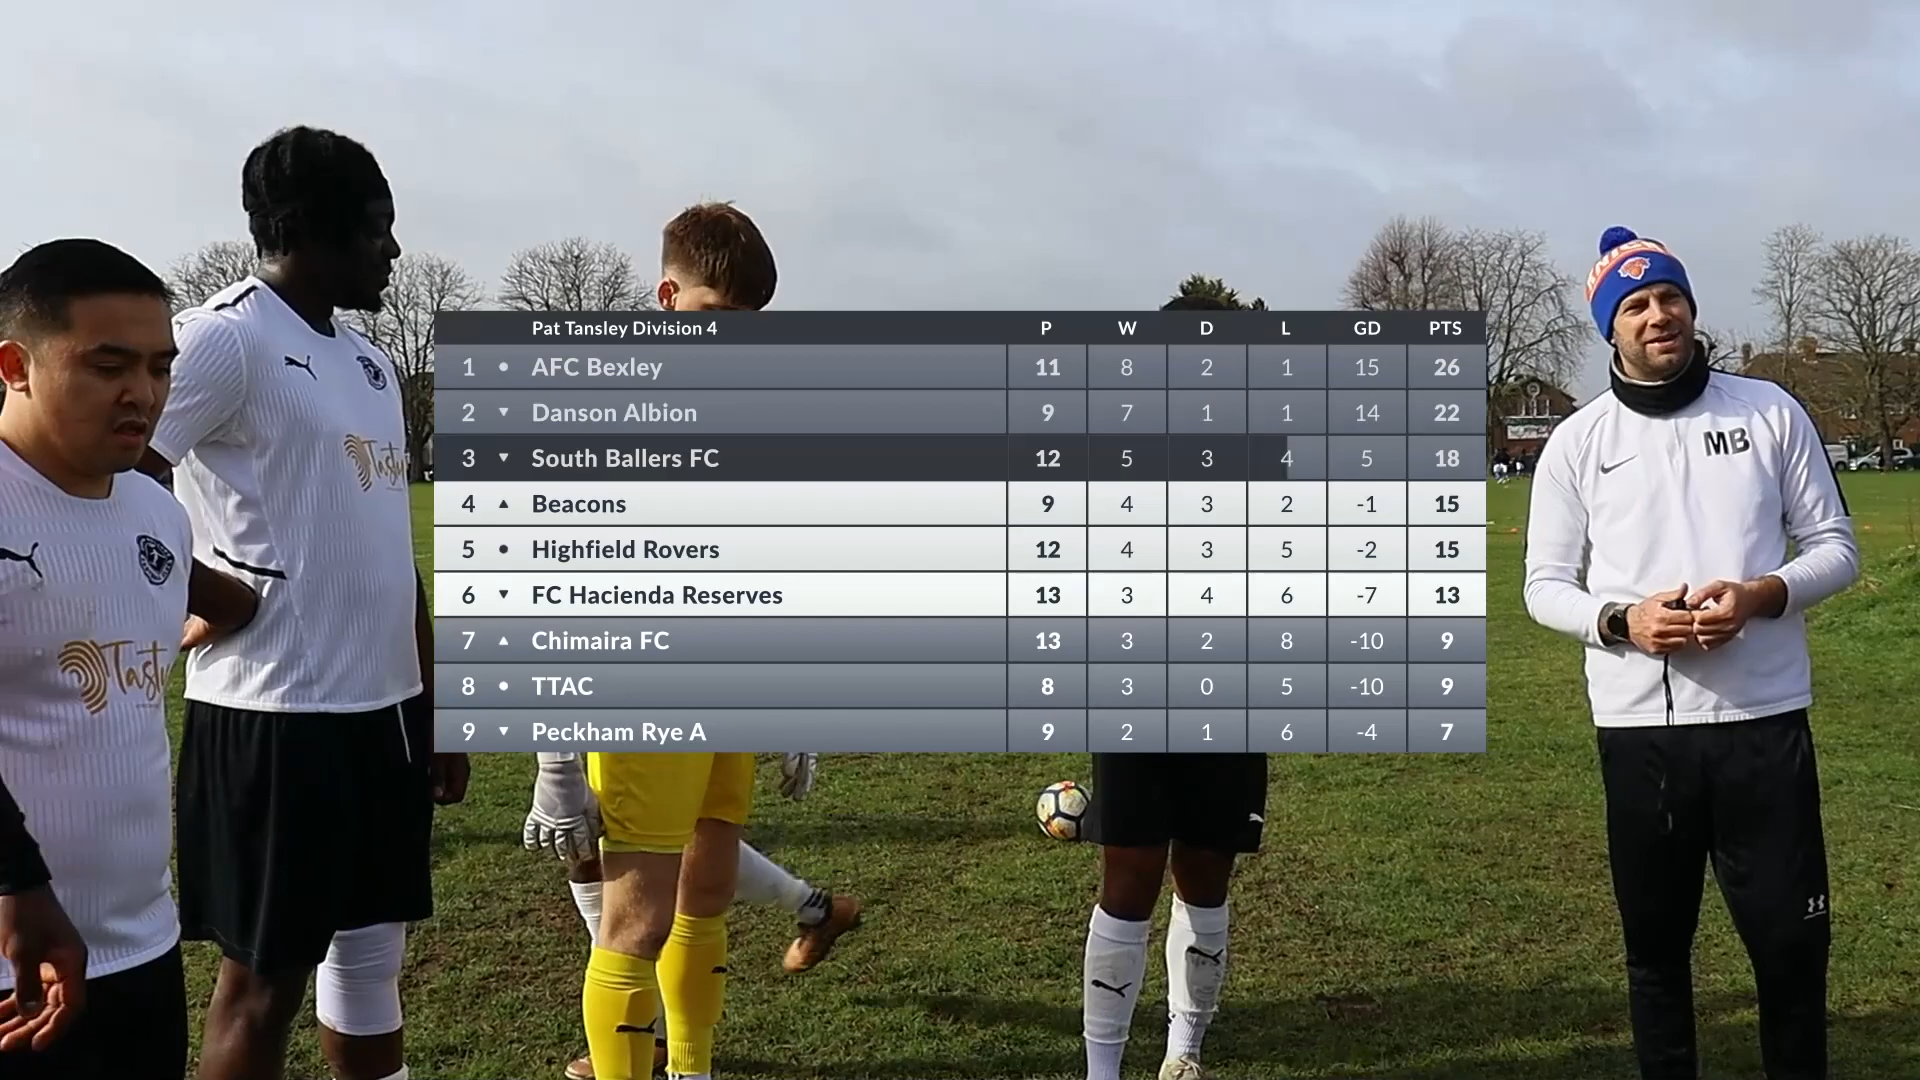 KNICKS
MB
Tasty
Tasty
Pat Tansley Division 4 P W D L GD PTS
1 • AFC Bexley 11 8 2 1 15 26
2 ▼ Danson Albion 9 7 1 1 14 22
3 ▼ South Ballers FC 12 5 3 4 5 18
4 ▲ Beacons 9 4 3 2 -1 15
5 • Highfield Rovers 12 4 3 5 -2 15
6 ▼ FC Hacienda Reserves 13 3 4 6 -7 13
7 ▲ Chimaira FC 13 3 2 8 -10 9
8 • TTAC 8 3 0 5 -10 9
9 ▼ Peckham Rye A 9 2 1 6 -4 7